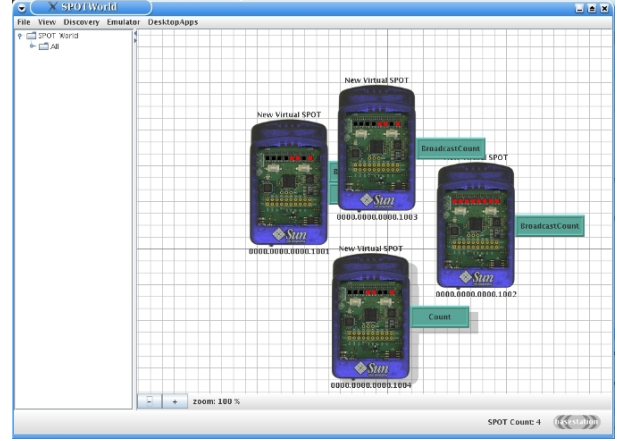 SPOTWorld
File View Discovery Emulator DesktopApps
SPOT World
All
New Virtual SPOT
New Virtual SPOT
BroadcastCount
SPOT
Sun
0000.0000.0000.1003
Sun
0000.0000.0000.1001
BroadcastCount
New Virtual SPOT
Sun
0000.0000.0000.1002
Count
Sun
0000.0000.0000.1004
- + zoom: 100 %
SPOT Count: 4 basestation